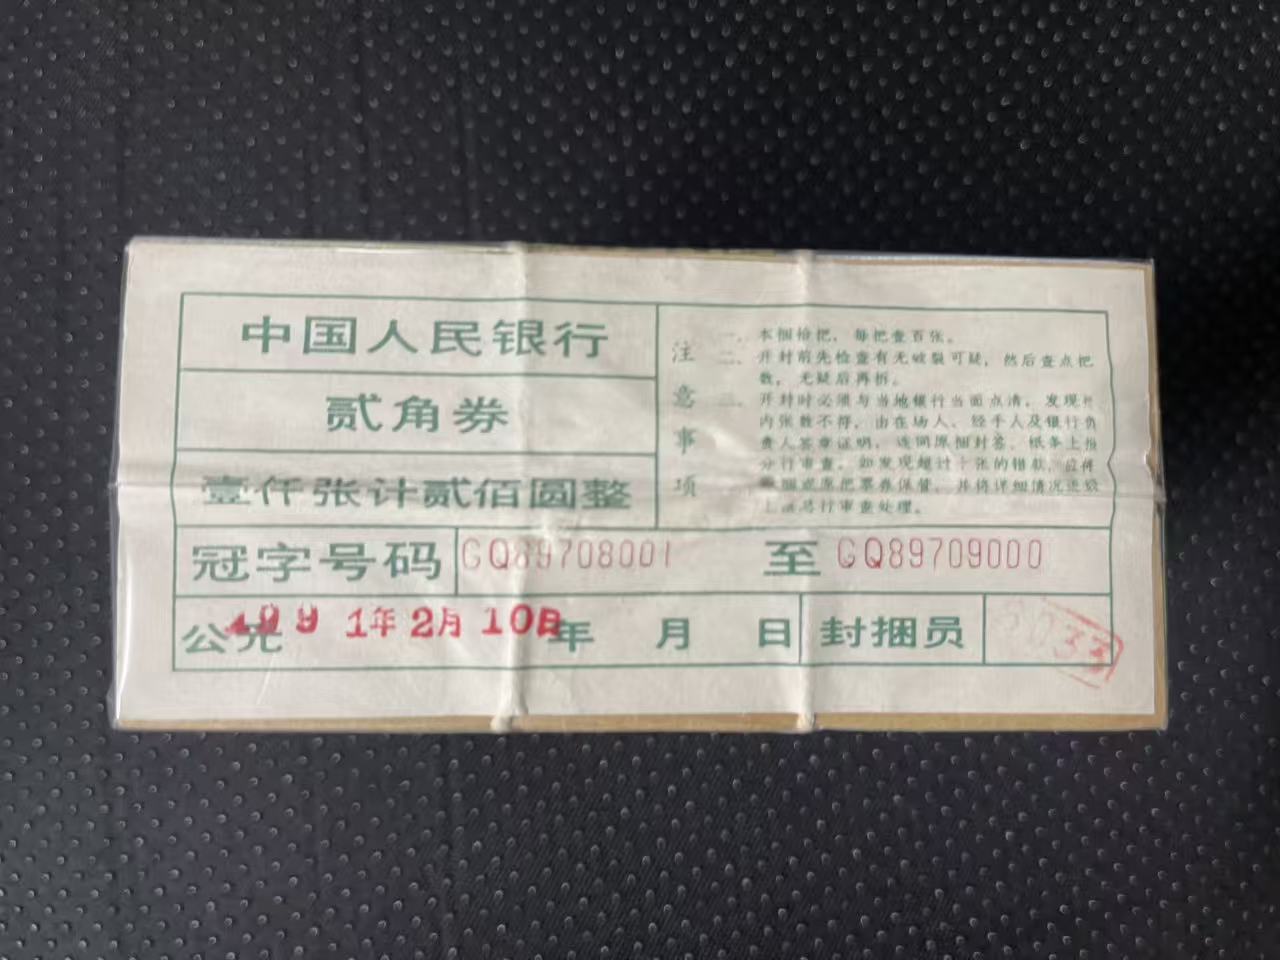 中国人民银行
贰角券
壹仟张计贰佰圆整
注意事项
一、本捆拾把，每把壹百张。
二、开封前先检查有无破裂可疑，然后查点把
数，无疑后再拆。
三、开封时必须与当地银行当面点清，发现
内张数不符，由在场人、经手人及银行负
责人签章证明，连同原捆封签、纸条上报
分行审查。如发现超过十张的错款，应将
捆或原把票券保管，并将详细情况逐级
上报总行审查处理。
冠字号码 GQ89708001 至 GQ89709000
公元 1991年2月10日 年 月 日 封捆员 2033